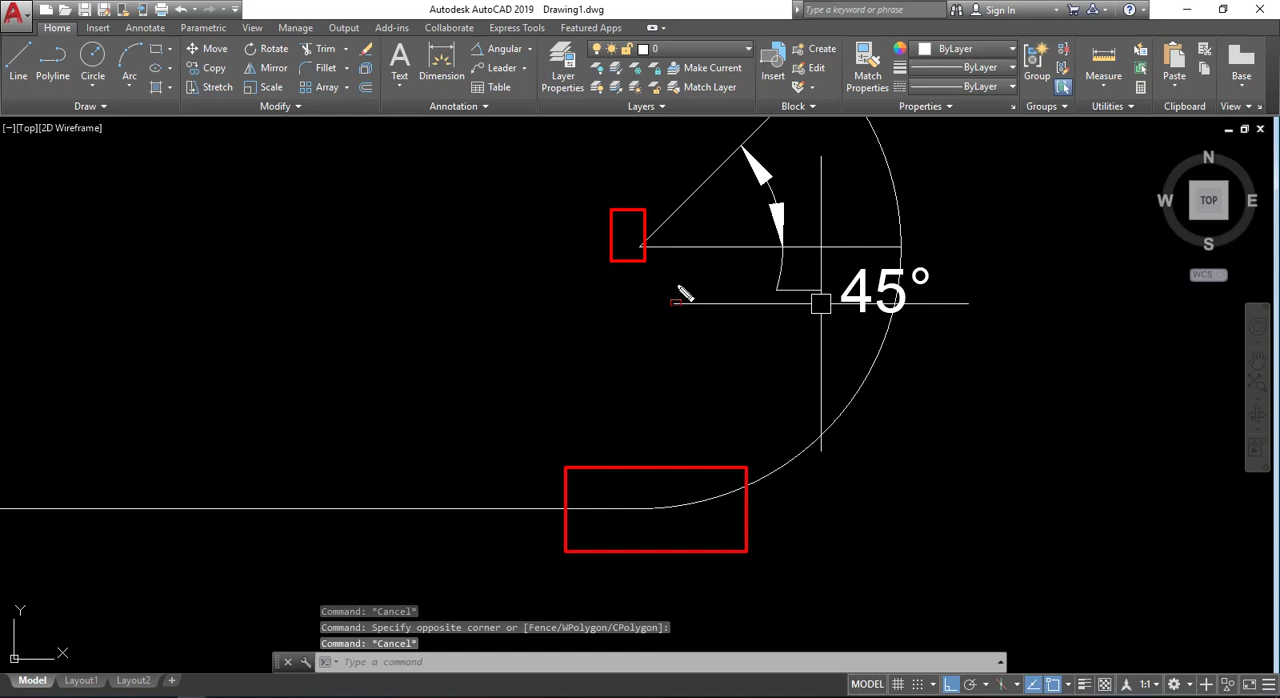 Autodesk AutoCAD 2019 Drawing1.dwg
Type a keyword or phrase
Sign In
Home Insert Annotate Parametric View Manage Output Add-ins Collaborate Express Tools Featured Apps
Line
Polyline
Circle
Arc
Move
Rotate
Trim
Copy
Mirror
Fillet
Stretch
Scale
Array
Text
Dimension
Angular
Leader
Table
Layer
Properties
0
Make Current
Match Layer
Insert
Create
Edit
Match
Properties
ByLayer
ByLayer
ByLayer
Group
Measure
Paste
Base
Draw
Modify
Annotation
Layers
Block
Properties
Groups
Utilities
Clipboard
View
[−][Top][2D Wireframe]
N
W
TOP
E
S
WCS
45°
Y
X
Command: *Cancel*
Command: Specify opposite corner or [Fence/WPolygon/CPolygon]:
Command: *Cancel*
Type a command
Model Layout1 Layout2 +
MODEL
1:1